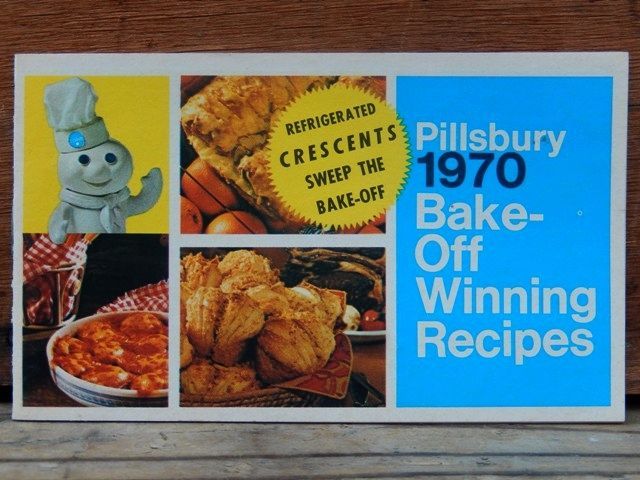 REFRIGERATED
CRESCENTS
SWEEP THE
BAKE-OFF
Pillsbury
1970
Bake-
Off
Winning
Recipes